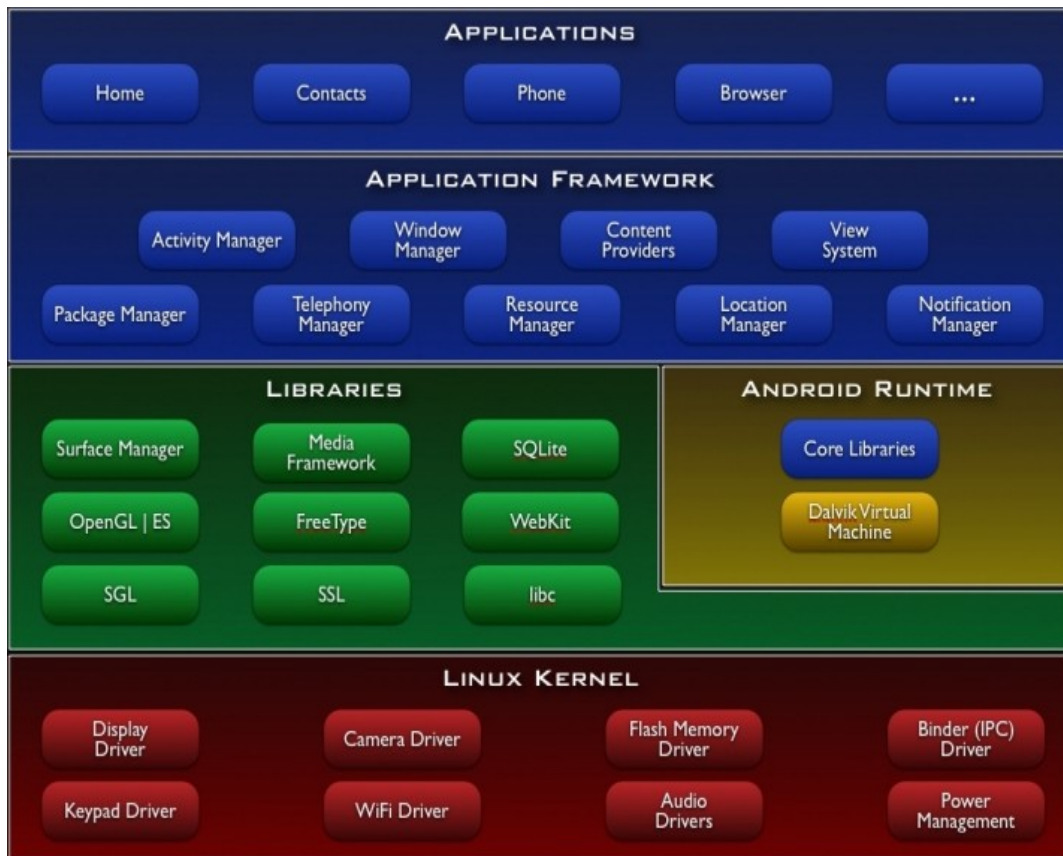 APPLICATIONS
Home
Contacts
Phone
Browser
...
APPLICATION FRAMEWORK
Activity Manager
Window
Manager
Content
Providers
View
System
Package Manager
Telephony
Manager
Resource
Manager
Location
Manager
Notification
Manager
LIBRARIES
Surface Manager
Media
Framework
SQLite
OpenGL | ES
FreeType
WebKit
SGL
SSL
libc
ANDROID RUNTIME
Core Libraries
Dalvik Virtual
Machine
LINUX KERNEL
Display
Driver
Camera Driver
Flash Memory
Driver
Binder (IPC)
Driver
Keypad Driver
WiFi Driver
Audio
Drivers
Power
Management